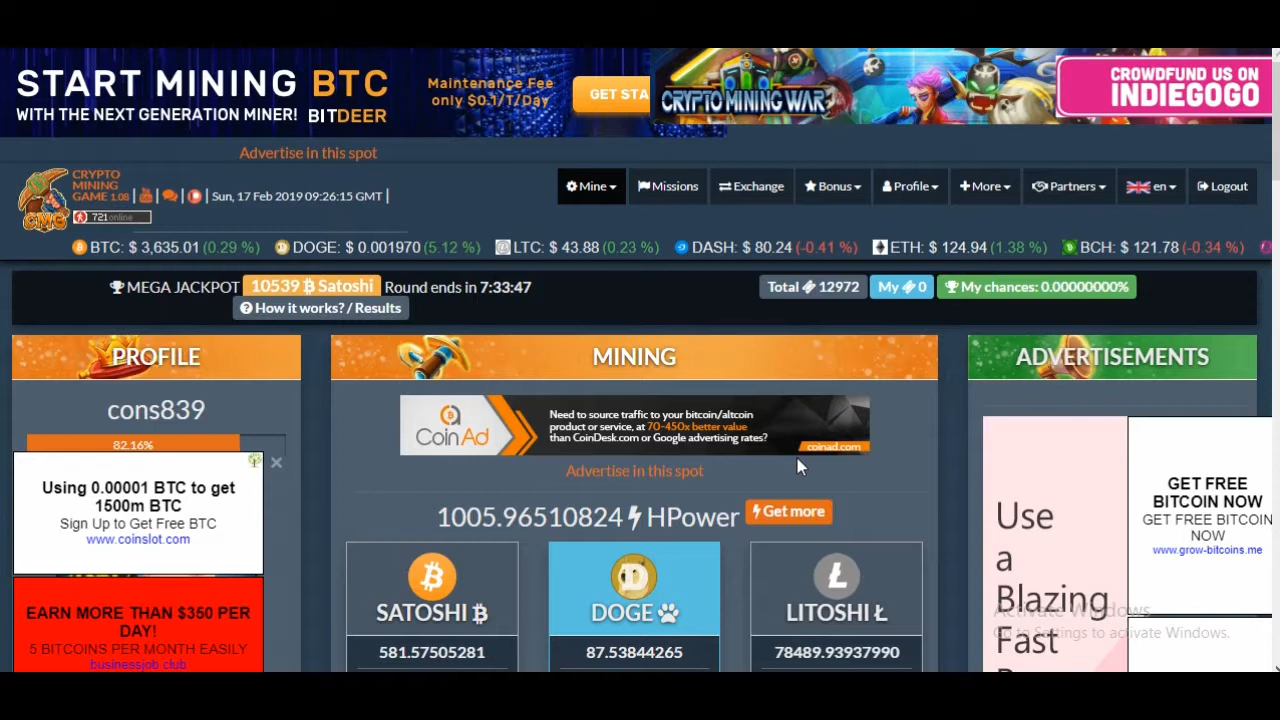 START MINING BTC
WITH THE NEXT GENERATION MINER! BITDEER
Maintenance Fee
only $0.1/T/Day
GET STA
CRYPTO MINING WAR
CROWDFUND US ON
INDIEGOGO
Advertise in this spot
CRYPTO
MINING
GAME 1.08
Sun, 17 Feb 2019 09:26:15 GMT
721 online
CMG
Mine
Missions
Exchange
Bonus
Profile
More
Partners
en
Logout
BTC: $ 3,635.01 (0.29 %) DOGE: $ 0.001970 (5.12 %) LTC: $ 43.88 (0.23 %) DASH: $ 80.24 (-0.41 %) ETH: $ 124.94 (1.38 %) BCH: $ 121.78 (-0.34 %)
MEGA JACKPOT 10539 Satoshi Round ends in 7:33:47
How it works? / Results
Total 12972
My 0
My chances: 0.00000000%
PROFILE
cons839
82.16%
Using 0.00001 BTC to get
1500m BTC
Sign Up to Get Free BTC
www.coinslot.com
EARN MORE THAN $350 PER
DAY!
5 BITCOINS PER MONTH EASILY
businessjob club
MINING
CoinAd
Need to source traffic to your bitcoin/altcoin
product or service, at 70-450x better value
than CoinDesk.com or Google advertising rates?
coinad.com
Advertise in this spot
1005.96510824 HPower
Get more
SATOSHI
581.57505281
DOGE
87.53844265
LITOSHI Ł
78489.93937990
ADVERTISEMENTS
Use
a
Blazing
Fast
GET FREE
BITCOIN NOW
GET FREE BITCOIN
NOW
www.grow-bitcoins.me
Activate Windows
Go to Settings to activate Windows.